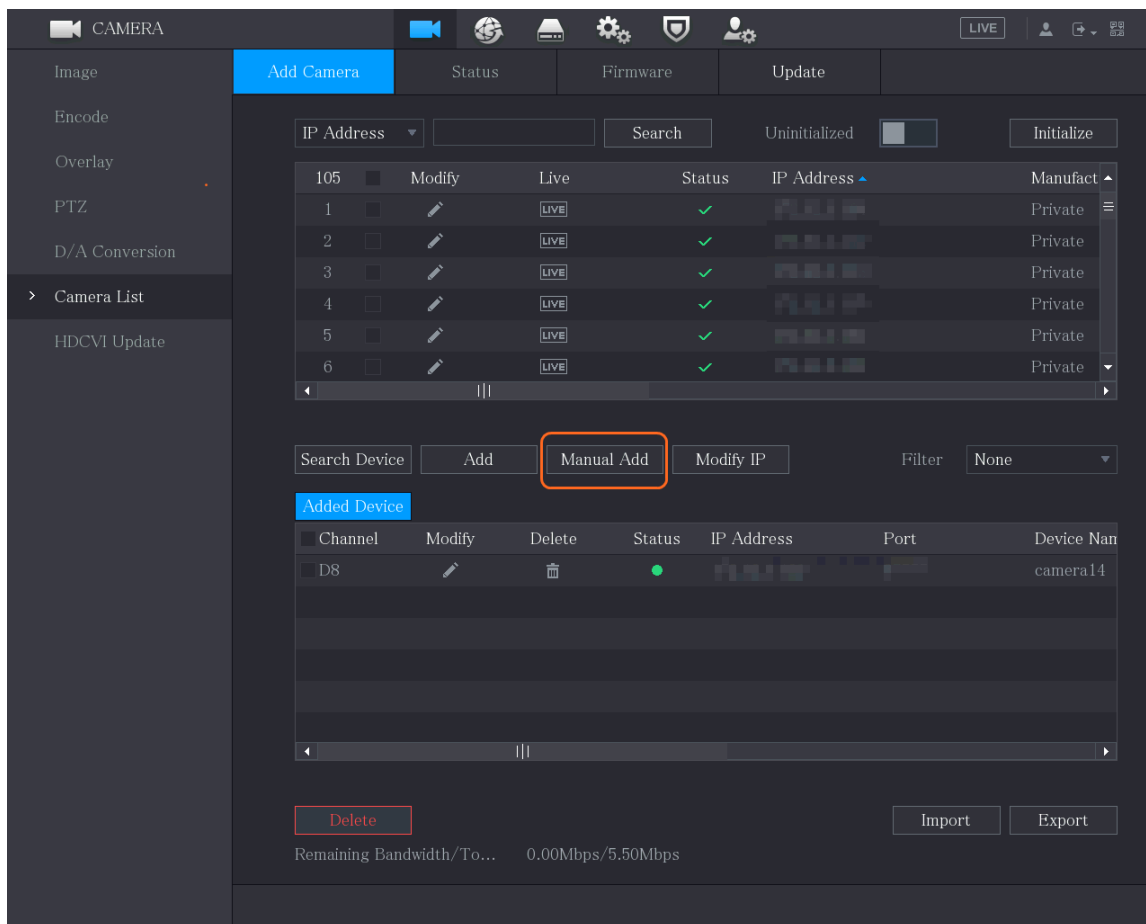 CAMERA LIVE
Image
Encode
Overlay
PTZ
D/A Conversion
Camera List
HDCVI Update
Add Camera Status Firmware Update
IP Address Search Uninitialized Initialize
105 Modify Live Status IP Address Manufact
1 LIVE Private
2 LIVE Private
3 LIVE Private
4 LIVE Private
5 LIVE Private
6 LIVE Private
Search Device Add Manual Add Modify IP Filter None
Added Device
Channel Modify Delete Status IP Address Port Device Nam
D8 camera14
Delete Import Export
Remaining Bandwidth/To... 0.00Mbps/5.50Mbps